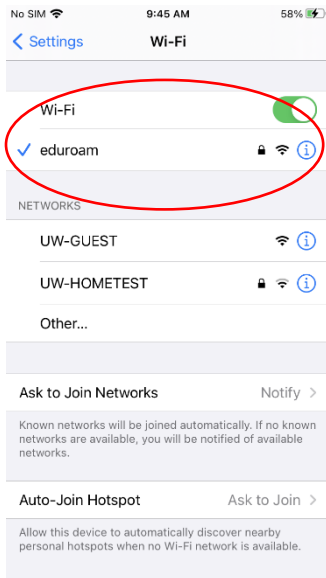 No SIM 9:45 AM 58%
Settings Wi-Fi
Wi-Fi
eduroam
NETWORKS
UW-GUEST
UW-HOMETEST
Other...
Ask to Join Networks Notify
Known networks will be joined automatically. If no known
networks are available, you will be notified of available
networks.
Auto-Join Hotspot Ask to Join
Allow this device to automatically discover nearby
personal hotspots when no Wi-Fi network is available.